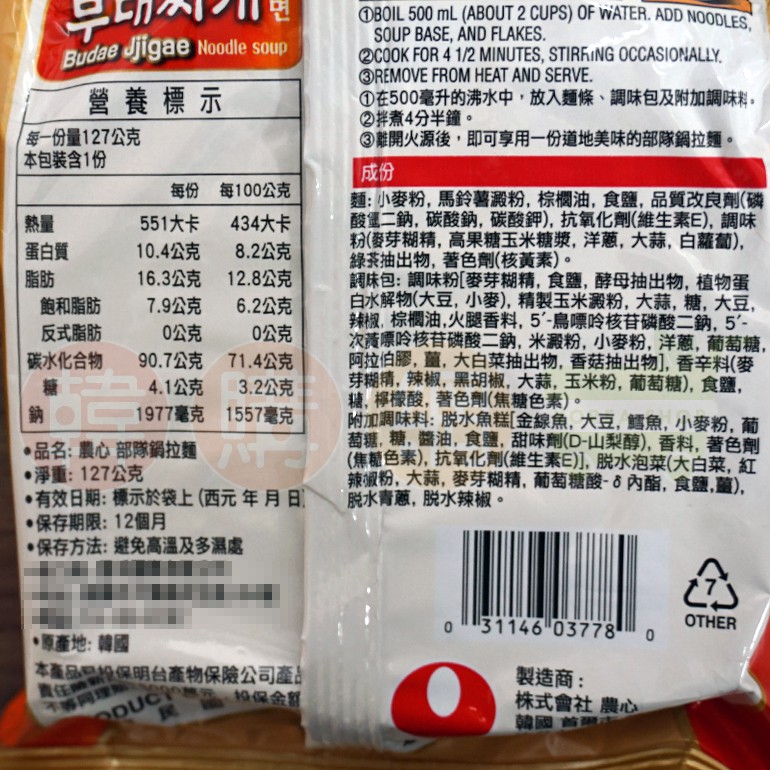 부대찌개면
Budae Jjigae Noodle soup
營養標示
每一份量127公克
本包裝含1份
每份 每100公克
熱量 551大卡 434大卡
蛋白質 10.4公克 8.2公克
脂肪 16.3公克 12.8公克
飽和脂肪 7.9公克 6.2公克
反式脂肪 0公克 0公克
碳水化合物 90.7公克 71.4公克
糖 4.1公克 3.2公克
鈉 1977毫克 1557毫克
•品名: 農心 部隊鍋拉麵
•淨重: 127公克
•有效日期: 標示於袋上 (西元 年 月 日
•保存期限: 12個月
•保存方法: 避免高溫及多濕處
•原產地: 韓國
本產品已投保明台產物保險公司產品
①BOIL 500 mL (ABOUT 2 CUPS) OF WATER. ADD NOODLES,
SOUP BASE, AND FLAKES.
②COOK FOR 4 1/2 MINUTES, STIRRING OCCASIONALLY.
③REMOVE FROM HEAT AND SERVE.
①在500毫升的沸水中，放入麵條、調味包及附加調味料。
②拌煮4分半鐘。
③離開火源後，即可享用一份道地美味的部隊鍋拉麵。
成份
麵: 小麥粉, 馬鈴薯澱粉, 棕櫚油, 食鹽, 品質改良劑(磷
酸氫二鈉, 碳酸鈉, 碳酸鉀), 抗氧化劑(維生素E), 調味
粉(麥芽糊精, 高果糖玉米糖漿, 洋蔥, 大蒜, 白蘿蔔),
綠茶抽出物, 著色劑(核黃素)。
調味包: 調味粉[麥芽糊精, 食鹽, 酵母抽出物, 植物蛋
白水解物(大豆, 小麥), 精製玉米澱粉, 大蒜, 糖, 大豆,
辣椒, 棕櫚油,火腿香料, 5´-鳥嘌呤核苷磷酸二鈉, 5´-
次黃嘌呤核苷磷酸二鈉, 米澱粉, 小麥粉, 洋蔥, 葡萄糖,
阿拉伯膠, 薑, 大白菜抽出物, 香菇抽出物], 香辛料(麥
芽糊精, 辣椒, 黑胡椒, 大蒜, 玉米粉, 葡萄糖), 食鹽,
糖, 檸檬酸, 著色劑(焦糖色素)。
附加調味料: 脫水魚糕[金線魚, 大豆, 鱈魚, 小麥粉, 葡
萄糖, 糖, 醬油, 食鹽, 甜味劑(D-山梨醇), 香料, 著色劑
(焦糖色素), 抗氧化劑(維生素E)], 脫水泡菜(大白菜, 紅
辣椒粉, 大蒜, 麥芽糊精, 葡萄糖酸-δ內酯, 食鹽,薑),
脫水青蔥, 脫水辣椒。
0 31146 03778 0
7
OTHER
製造商:
株式會社 農心
韓國 首爾市
韓購